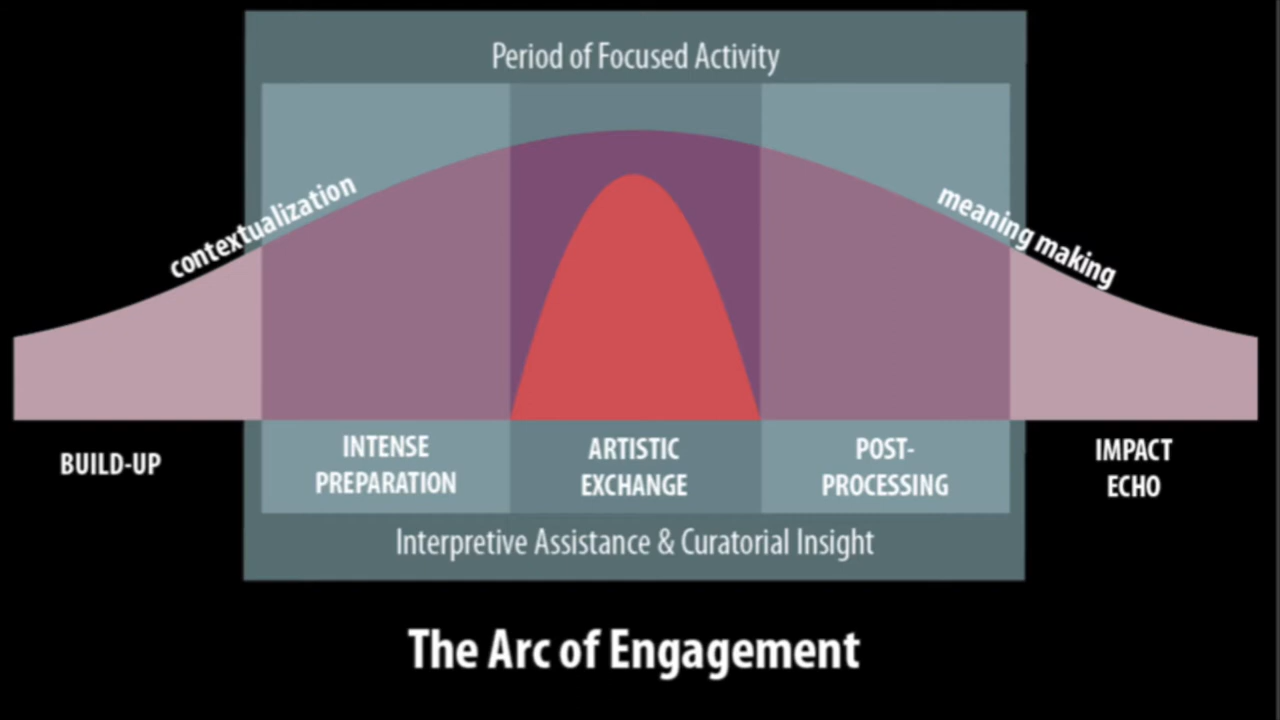 Period of Focused Activity
contextualization
meaning making
BUILD-UP
INTENSE
PREPARATION
ARTISTIC
EXCHANGE
POST-
PROCESSING
IMPACT
ECHO
Interpretive Assistance & Curatorial Insight
The Arc of Engagement